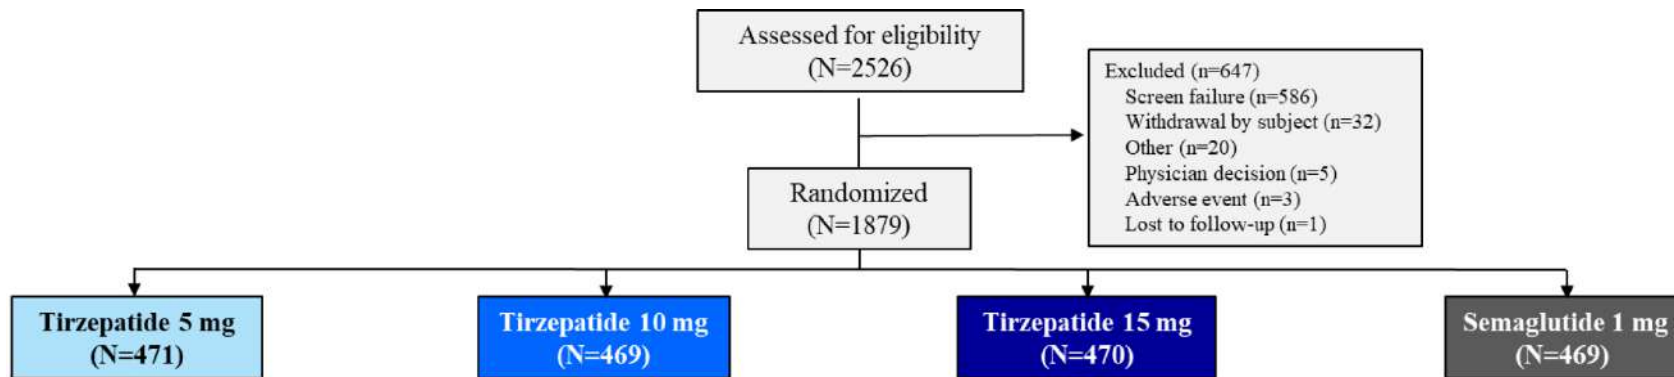 Assessed for eligibility
(N=2526)
Excluded (n=647)
Screen failure (n=586)
Withdrawal by subject (n=32)
Other (n=20)
Physician decision (n=5)
Adverse event (n=3)
Lost to follow-up (n=1)
Randomized
(N=1879)
Tirzepatide 5 mg
(N=471)
Tirzepatide 10 mg
(N=469)
Tirzepatide 15 mg
(N=470)
Semaglutide 1 mg
(N=469)